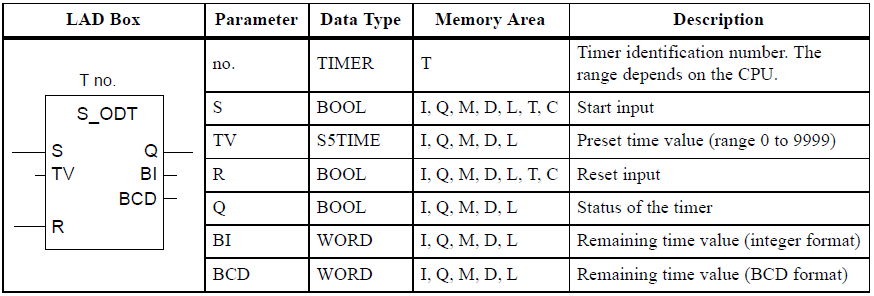 LAD Box Parameter Data Type Memory Area Description
T no.
S_ODT
S Q
TV BI
BCD
R
no. TIMER T Timer identification number. The
range depends on the CPU.
S BOOL I, Q, M, D, L, T, C Start input
TV S5TIME I, Q, M, D, L Preset time value (range 0 to 9999)
R BOOL I, Q, M, D, L, T, C Reset input
Q BOOL I, Q, M, D, L Status of the timer
BI WORD I, Q, M, D, L Remaining time value (integer format)
BCD WORD I, Q, M, D, L Remaining time value (BCD format)